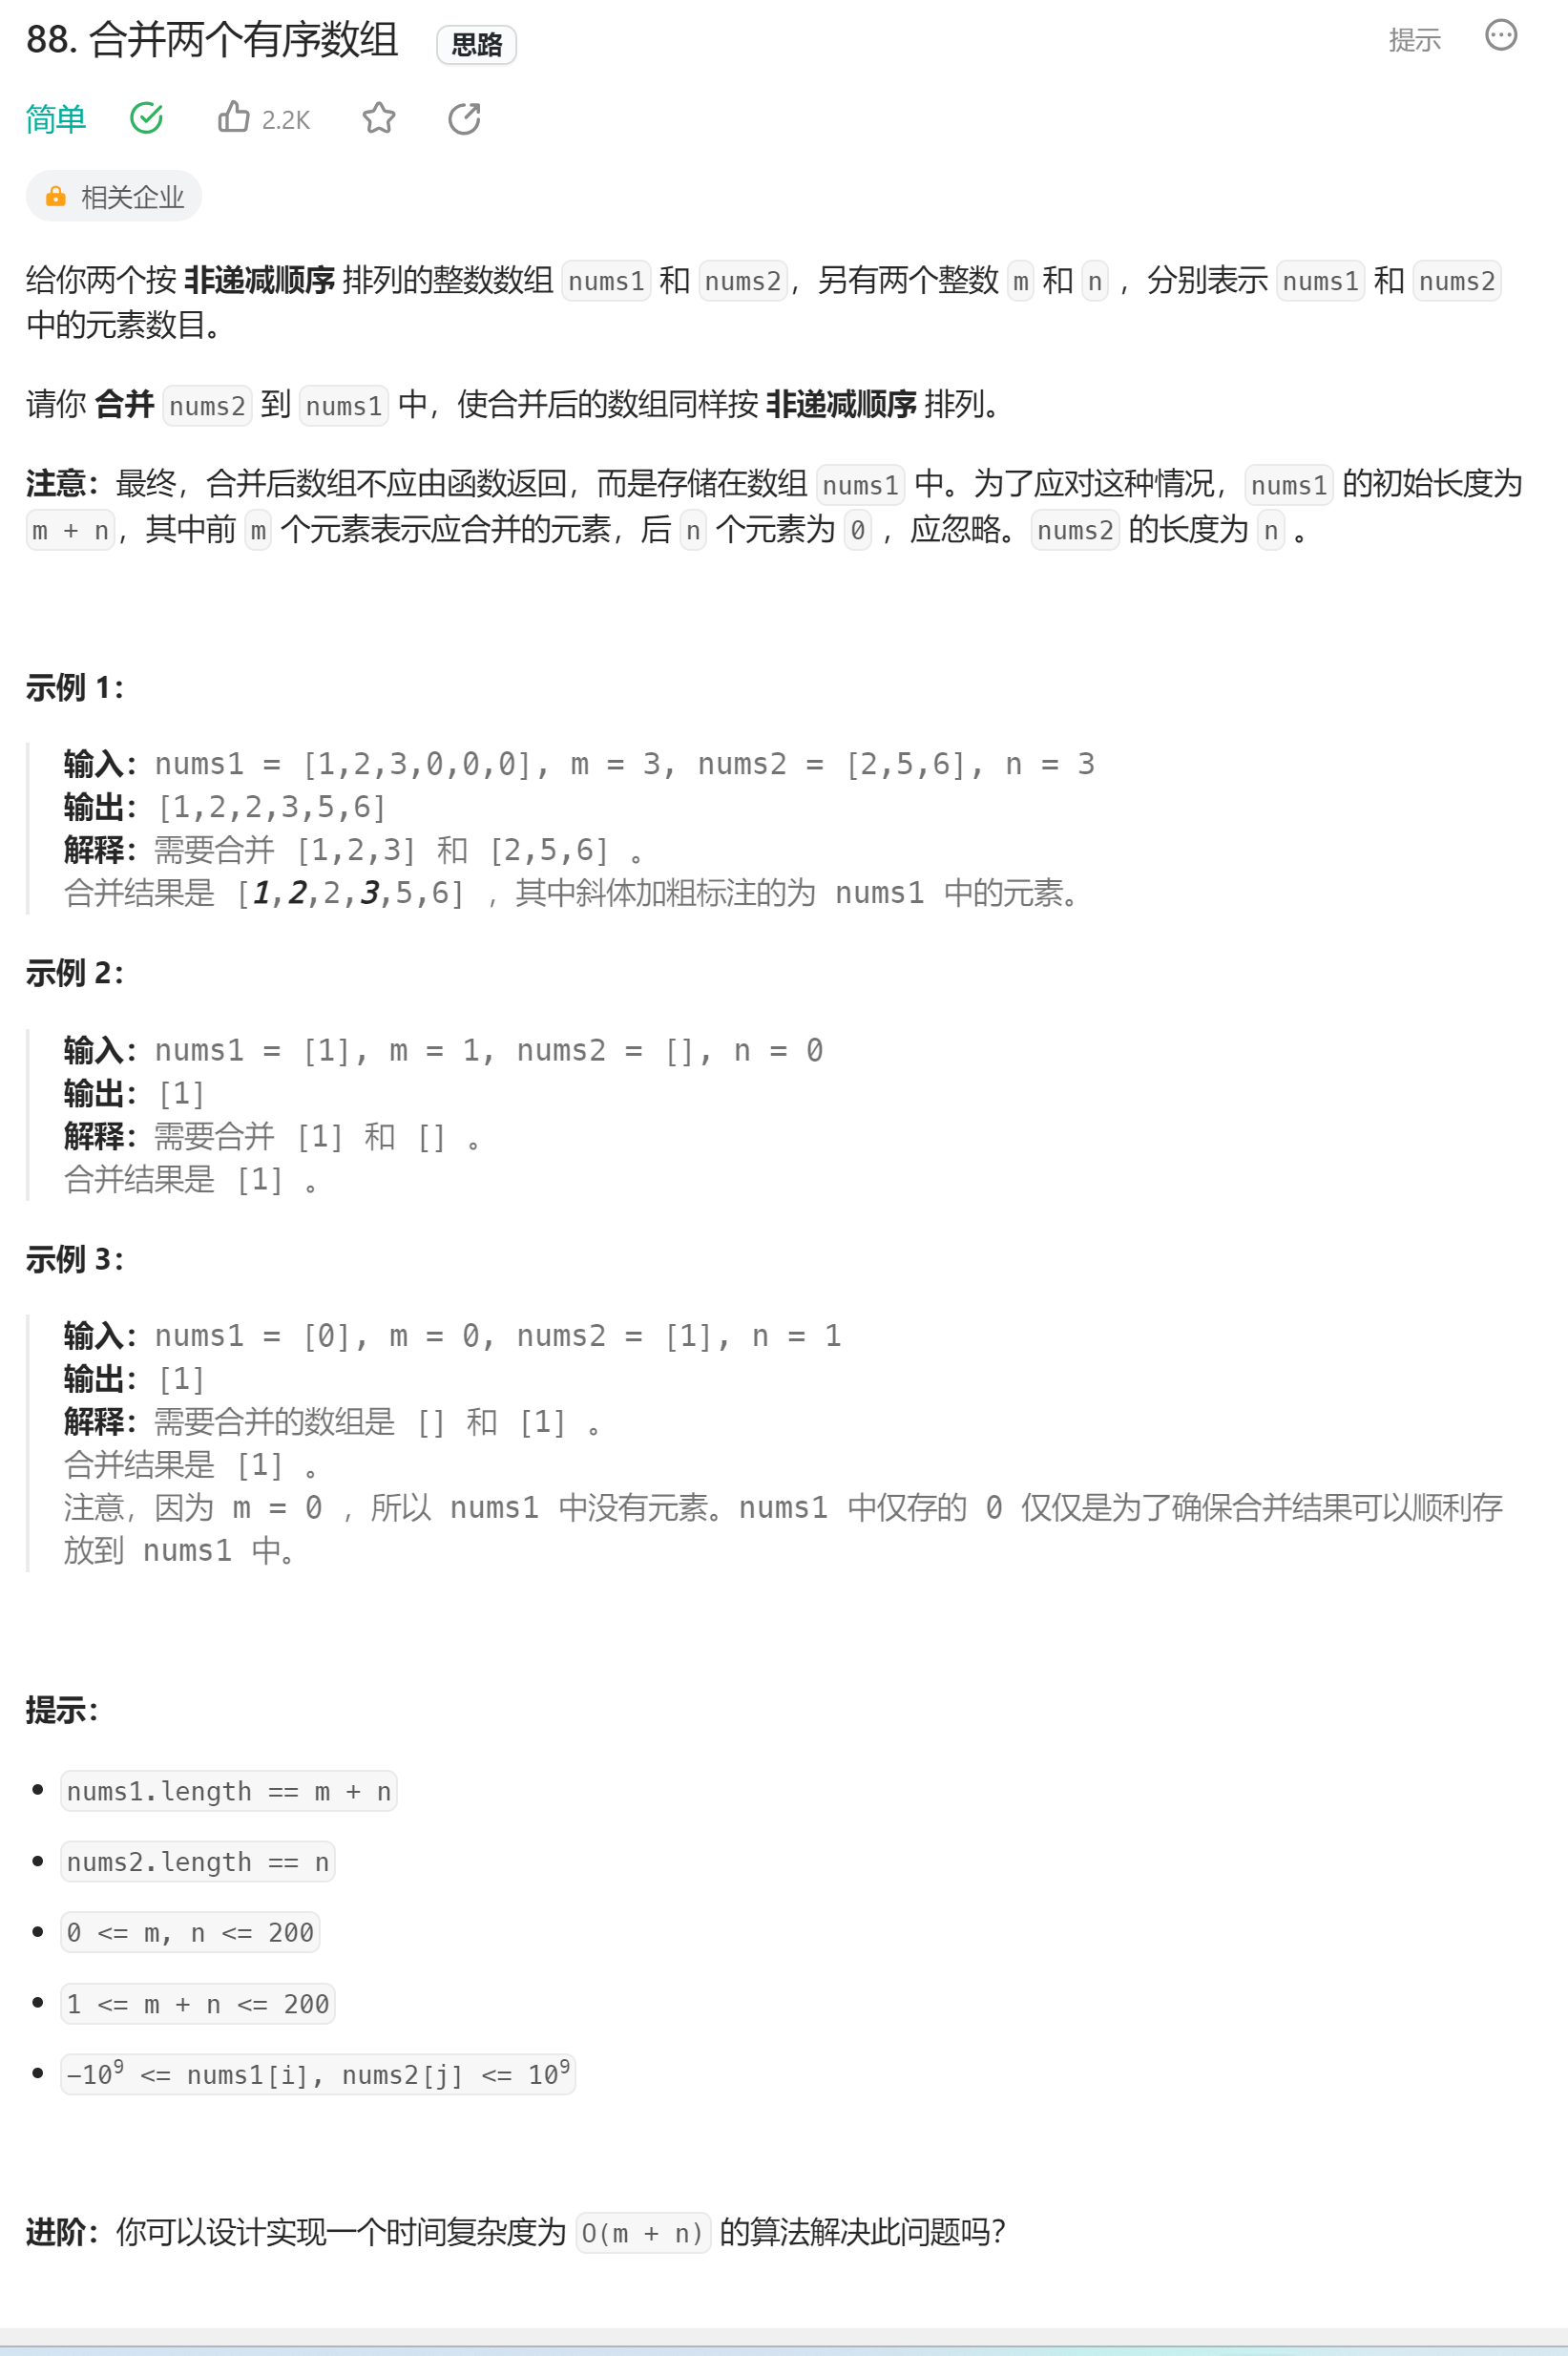 88. 合并两个有序数组 思路 提示
简单 2.2K
相关企业
给你两个按 非递减顺序 排列的整数数组 nums1 和 nums2，另有两个整数 m 和 n ，分别表示 nums1 和 nums2
中的元素数目。
请你 合并 nums2 到 nums1 中，使合并后的数组同样按 非递减顺序 排列。
注意：最终，合并后数组不应由函数返回，而是存储在数组 nums1 中。为了应对这种情况，nums1 的初始长度为
m + n，其中前 m 个元素表示应合并的元素，后 n 个元素为 0 ，应忽略。nums2 的长度为 n 。
示例 1：
输入：nums1 = [1,2,3,0,0,0], m = 3, nums2 = [2,5,6], n = 3
输出：[1,2,2,3,5,6]
解释：需要合并 [1,2,3] 和 [2,5,6] 。
合并结果是 [1,2,2,3,5,6] ，其中斜体加粗标注的为 nums1 中的元素。
示例 2：
输入：nums1 = [1], m = 1, nums2 = [], n = 0
输出：[1]
解释：需要合并 [1] 和 [] 。
合并结果是 [1] 。
示例 3：
输入：nums1 = [0], m = 0, nums2 = [1], n = 1
输出：[1]
解释：需要合并的数组是 [] 和 [1] 。
合并结果是 [1] 。
注意，因为 m = 0 ，所以 nums1 中没有元素。nums1 中仅存的 0 仅仅是为了确保合并结果可以顺利存
放到 nums1 中。
提示：
• nums1.length == m + n
• nums2.length == n
• 0 <= m, n <= 200
• 1 <= m + n <= 200
• -10⁹ <= nums1[i], nums2[j] <= 10⁹
进阶：你可以设计实现一个时间复杂度为 O(m + n) 的算法解决此问题吗？